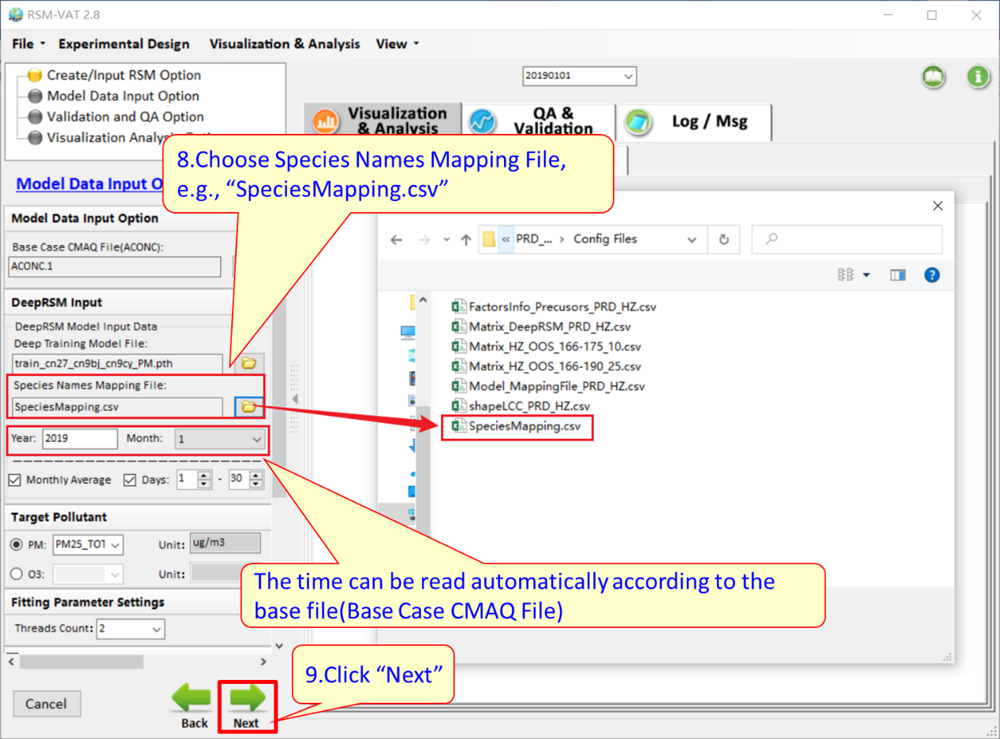 RSM-VAT 2.8
File Experimental Design Visualization & Analysis View
Create/Input RSM Option
Model Data Input Option
Validation and QA Option
Visualization Analys
20190101
Visualization
& Analysis
QA &
Validation
Log / Msg
8.Choose Species Names Mapping File,
e.g., “SpeciesMapping.csv”
Model Data Input O
Model Data Input Option
Base Case CMAQ File(ACONC):
ACONC.1
DeepRSM Input
DeepRSM Model Input Data
Deep Training Model File:
train_cn27_cn9bj_cn9cy_PM.pth
Species Names Mapping File:
SpeciesMapping.csv
Year: 2019 Month: 1
Monthly Average Days: 1 - 30
Target Pollutant
PM: PM25_TOT Unit: ug/m3
O3: Unit:
Fitting Parameter Settings
Threads Count: 2
« PRD_... › Config Files
FactorsInfo_Precusors_PRD_HZ.csv
Matrix_DeepRSM_PRD_HZ.csv
Matrix_HZ_OOS_166-175_10.csv
Matrix_HZ_OOS_166-190_25.csv
Model_MappingFile_PRD_HZ.csv
shapeLCC_PRD_HZ.csv
SpeciesMapping.csv
The time can be read automatically according to the
base file(Base Case CMAQ File)
9.Click “Next”
Cancel
Back
Next